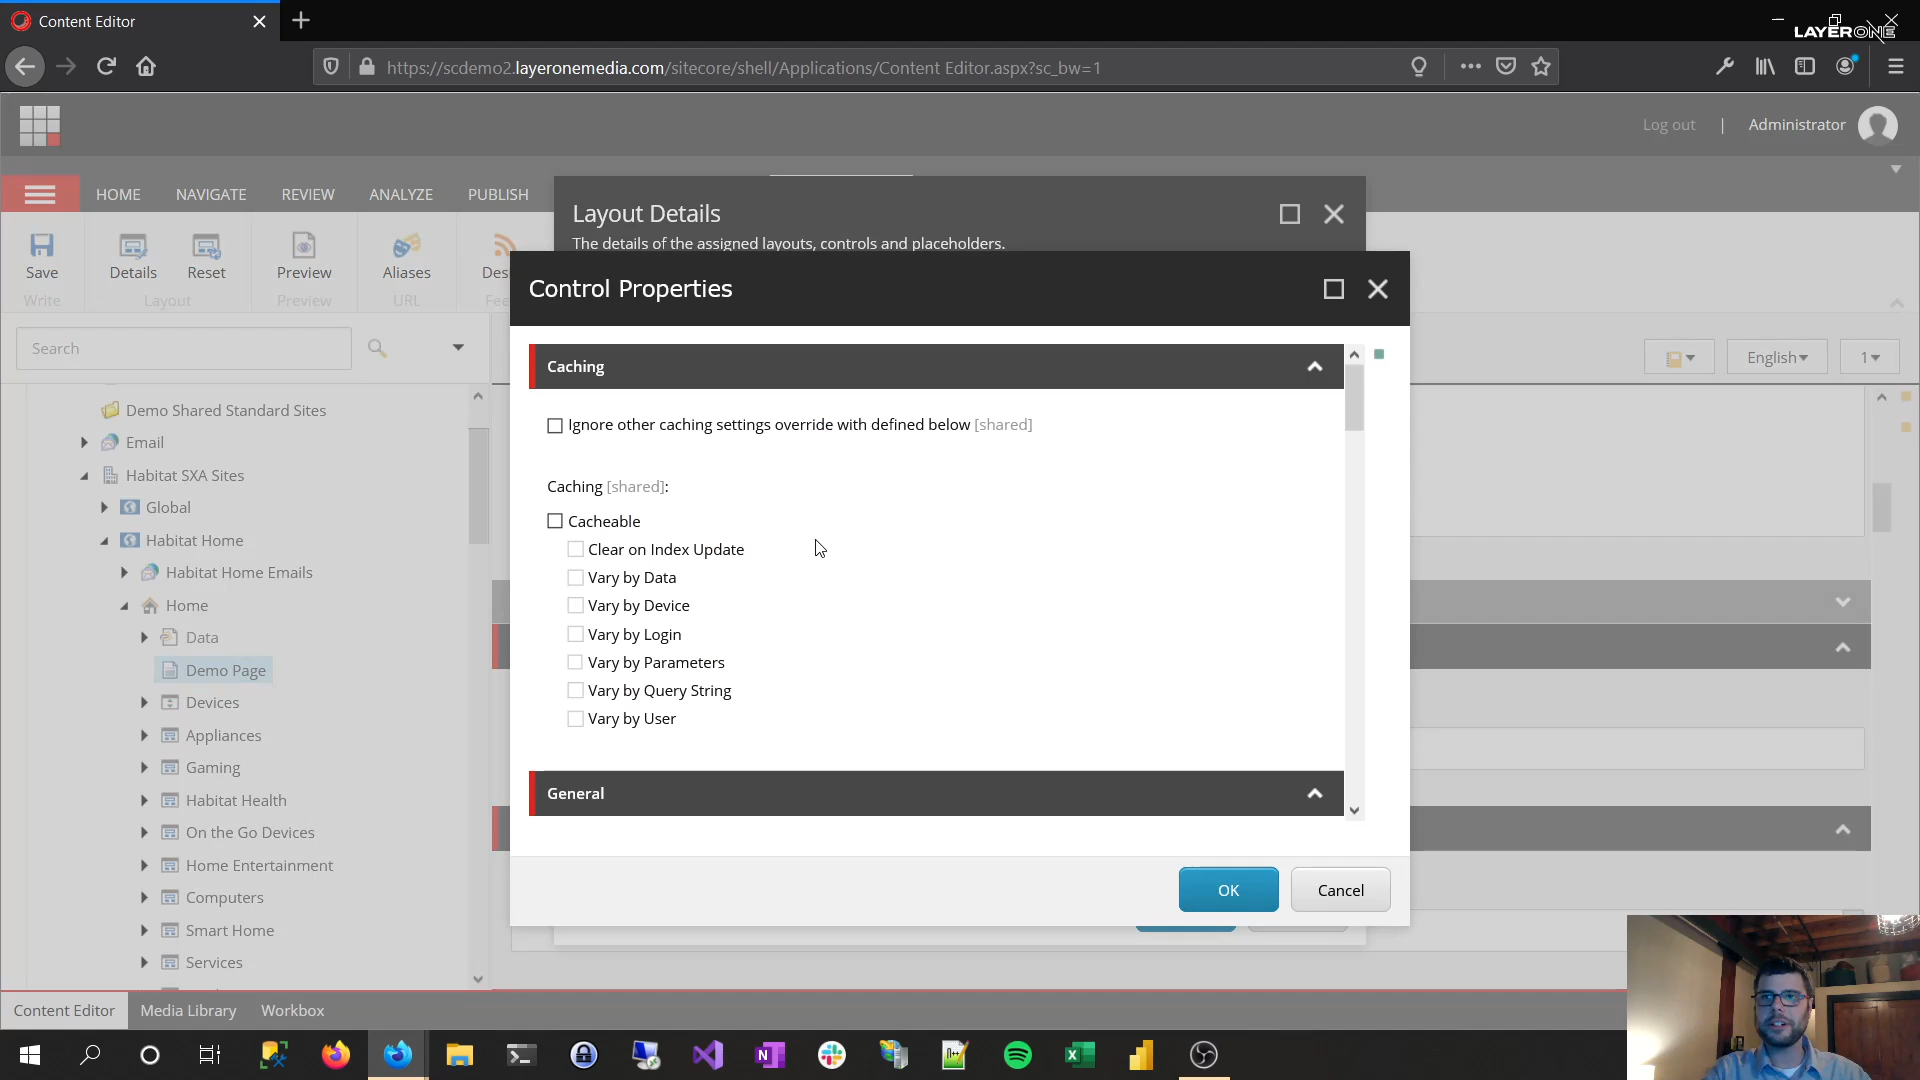 Content Editor
LAYERONE
https://scdemo2.layeronemedia.com/sitecore/shell/Applications/Content Editor.aspx?sc_bw=1
Log out | Administrator
HOME NAVIGATE REVIEW ANALYZE PUBLISH
Save Details Reset Preview Aliases Des
Write Layout Preview URL Fee
Layout Details
The details of the assigned layouts, controls and placeholders.
Control Properties
Search
English 1
Caching
Ignore other caching settings override with defined below [shared]
Caching [shared]:
Cacheable
Clear on Index Update
Vary by Data
Vary by Device
Vary by Login
Vary by Parameters
Vary by Query String
Vary by User
General
OK Cancel
Demo Shared Standard Sites
Email
Habitat SXA Sites
Global
Habitat Home
Habitat Home Emails
Home
Data
Demo Page
Devices
Appliances
Gaming
Habitat Health
On the Go Devices
Home Entertainment
Computers
Smart Home
Services
Content Editor Media Library Workbox